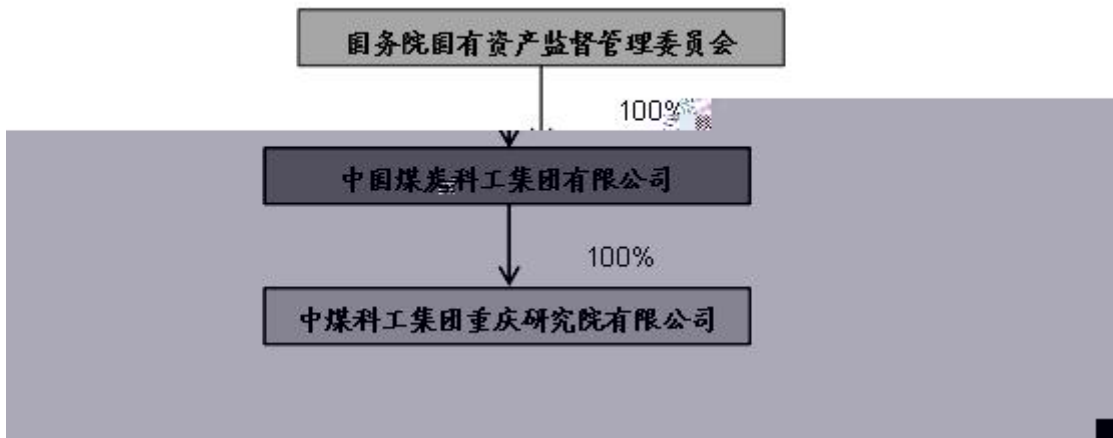 国务院国有资产监督管理委员会
100%
中国煤炭科工集团有限公司
100%
中煤科工集团重庆研究院有限公司